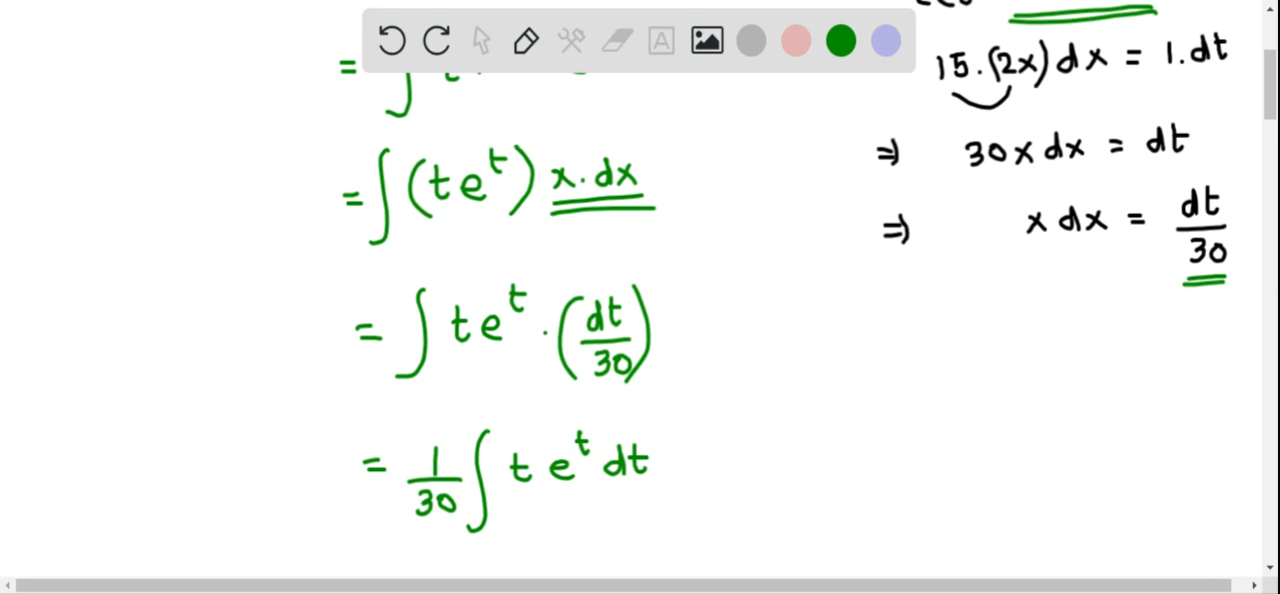 15.(2x)dx = 1.dt
= ∫(te^t) x.dx
⇒ 30x dx = dt
⇒ x dx = dt/30
= ∫ te^t . (dt/30)
= 1/30 ∫ t e^t dt